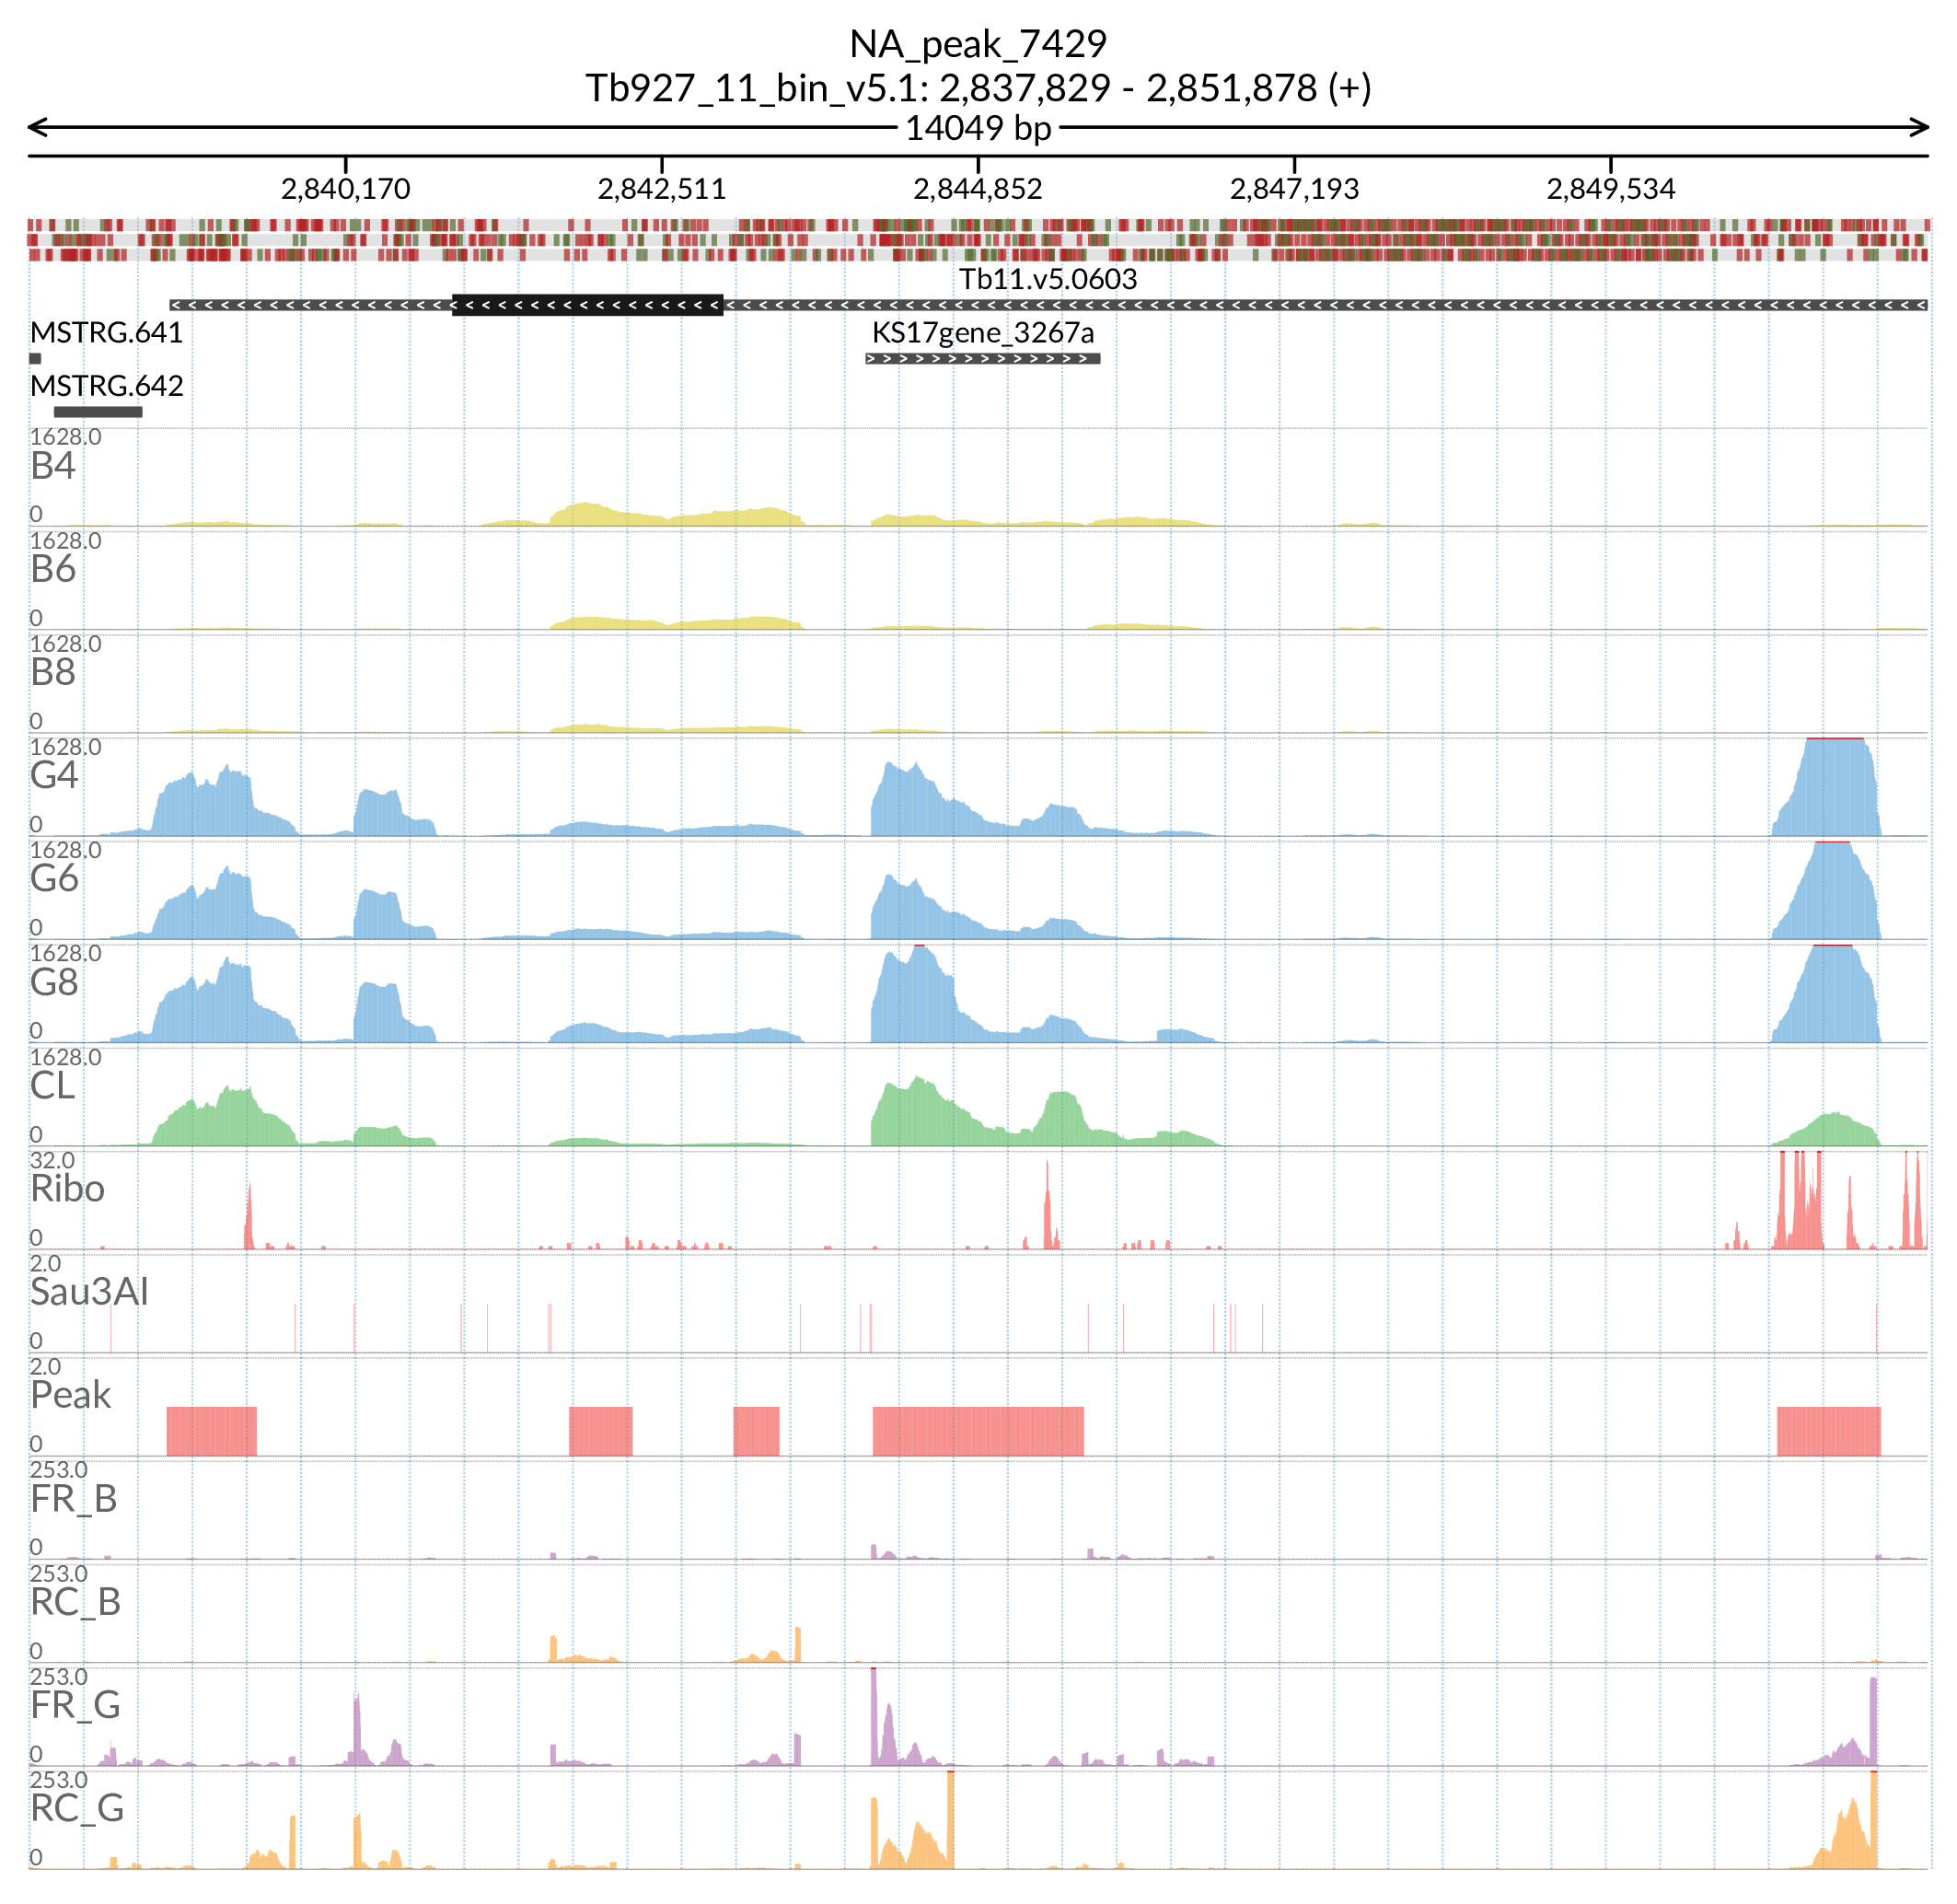 NA_peak_7429
Tb927_11_bin_v5.1: 2,837,829 - 2,851,878 (+)
14049 bp
2,840,170 2,842,511 2,844,852 2,847,193 2,849,534
Tb11.v5.0603
MSTRG.641 KS17gene_3267a
MSTRG.642
1628.0
B4
0
1628.0
B6
0
1628.0
B8
0
1628.0
G4
0
1628.0
G6
0
1628.0
G8
0
1628.0
CL
0
32.0
Ribo
0
2.0
Sau3AI
0
2.0
Peak
0
253.0
FR_B
0
253.0
RC_B
0
253.0
FR_G
0
253.0
RC_G
0